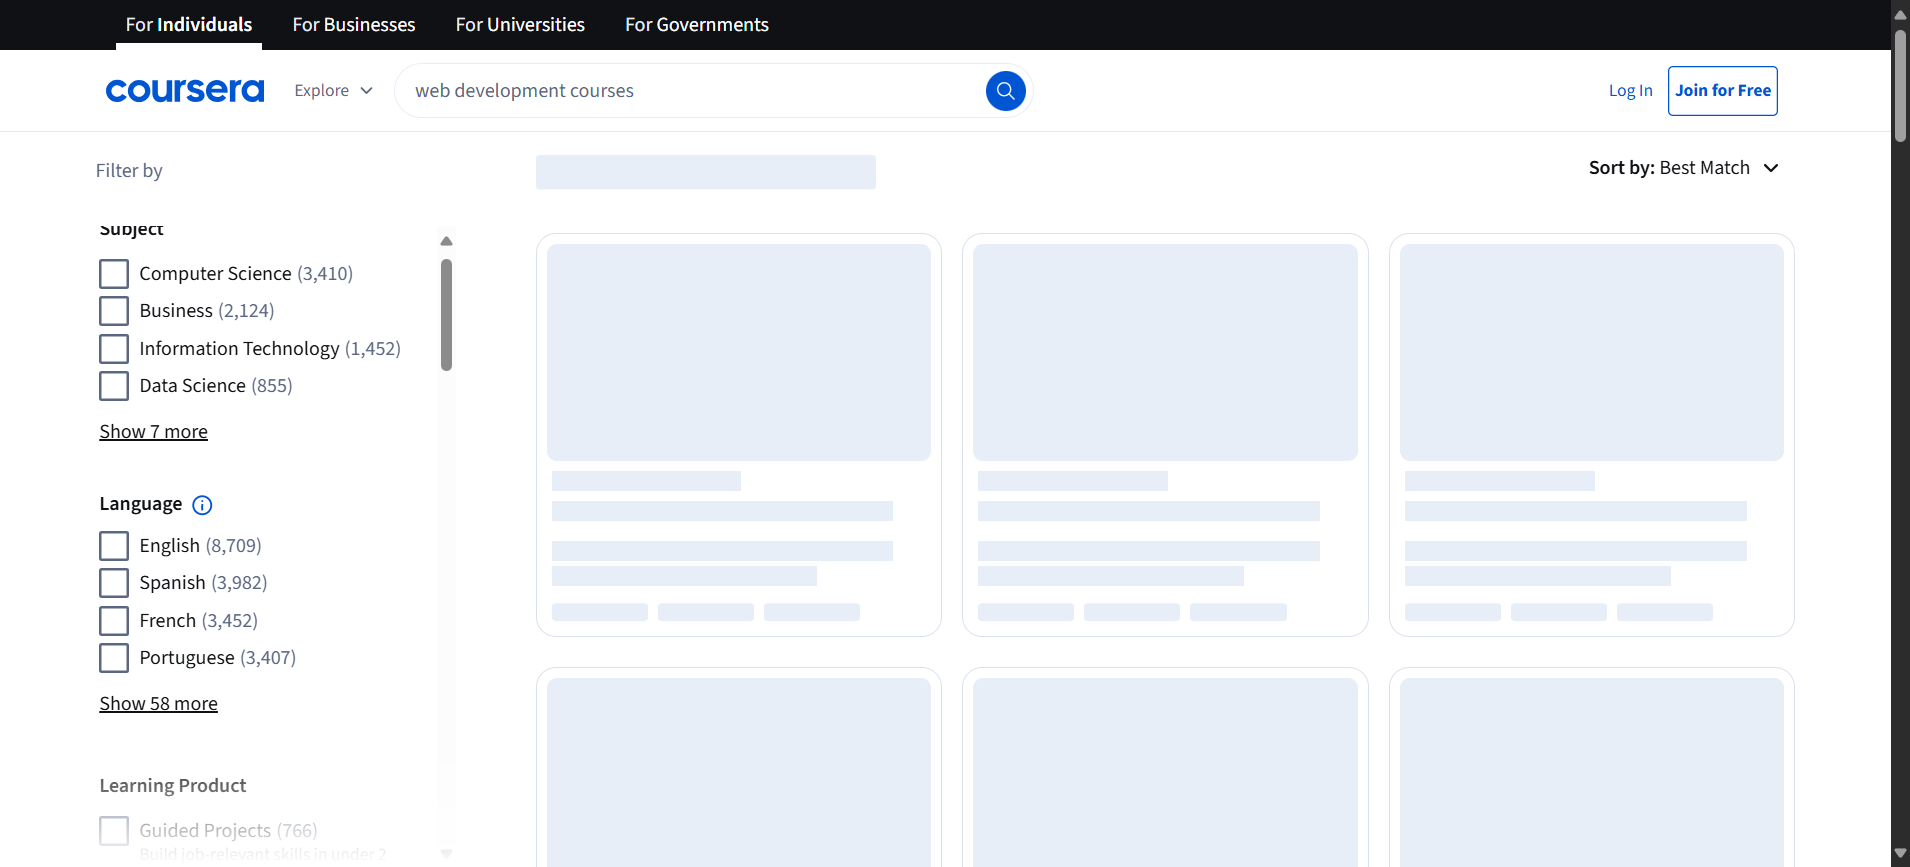 For Individuals For Businesses For Universities For Governments
coursera Explore web development courses Log In Join for Free
Filter by
Sort by: Best Match
Subject
Computer Science (3,410)
Business (2,124)
Information Technology (1,452)
Data Science (855)
Show 7 more
Language
English (8,709)
Spanish (3,982)
French (3,452)
Portuguese (3,407)
Show 58 more
Learning Product
Guided Projects (766)
Build job-relevant skills in under 2